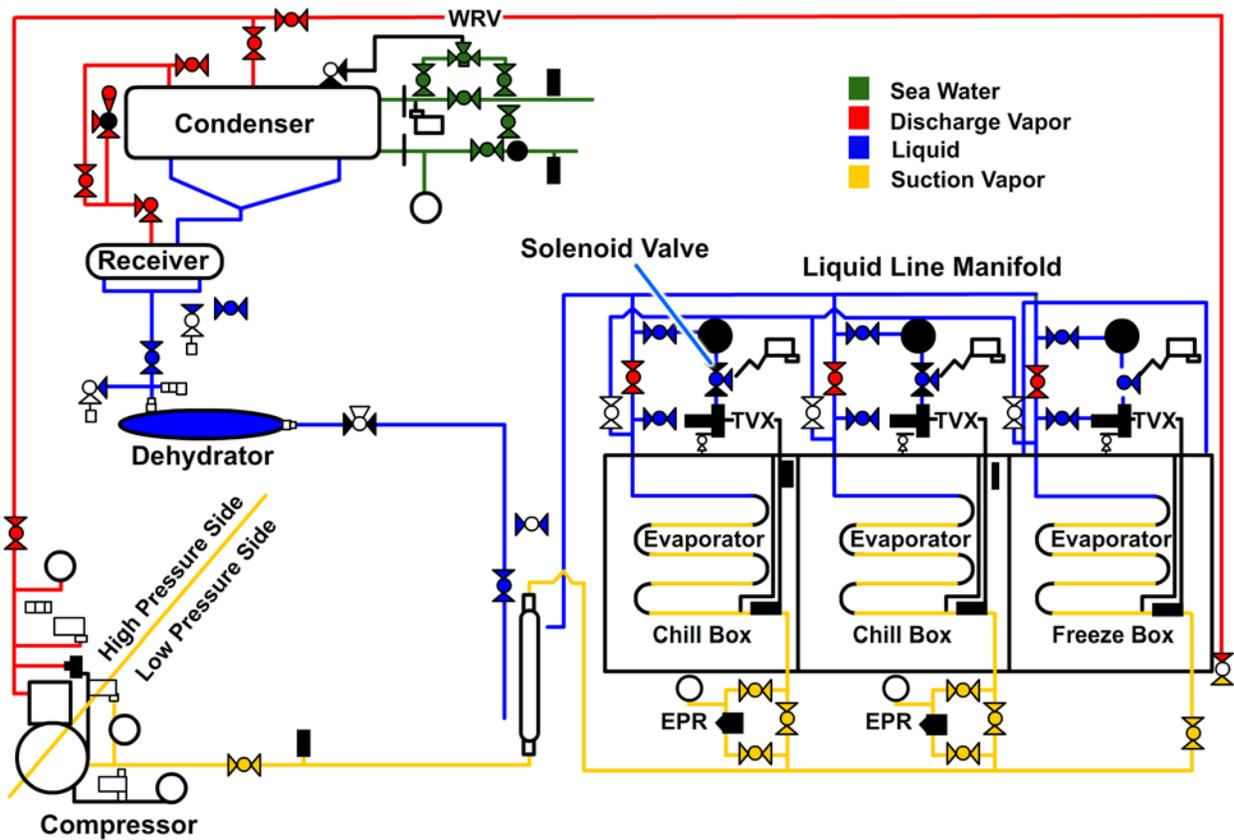 WRV
Condenser
Sea Water
Discharge Vapor
Liquid
Suction Vapor
Receiver
Solenoid Valve
Liquid Line Manifold
TVX
TVX
TVX
Dehydrator
High Pressure Side
Low Pressure Side
Evaporator
Evaporator
Evaporator
Chill Box
Chill Box
Freeze Box
EPR
EPR
Compressor